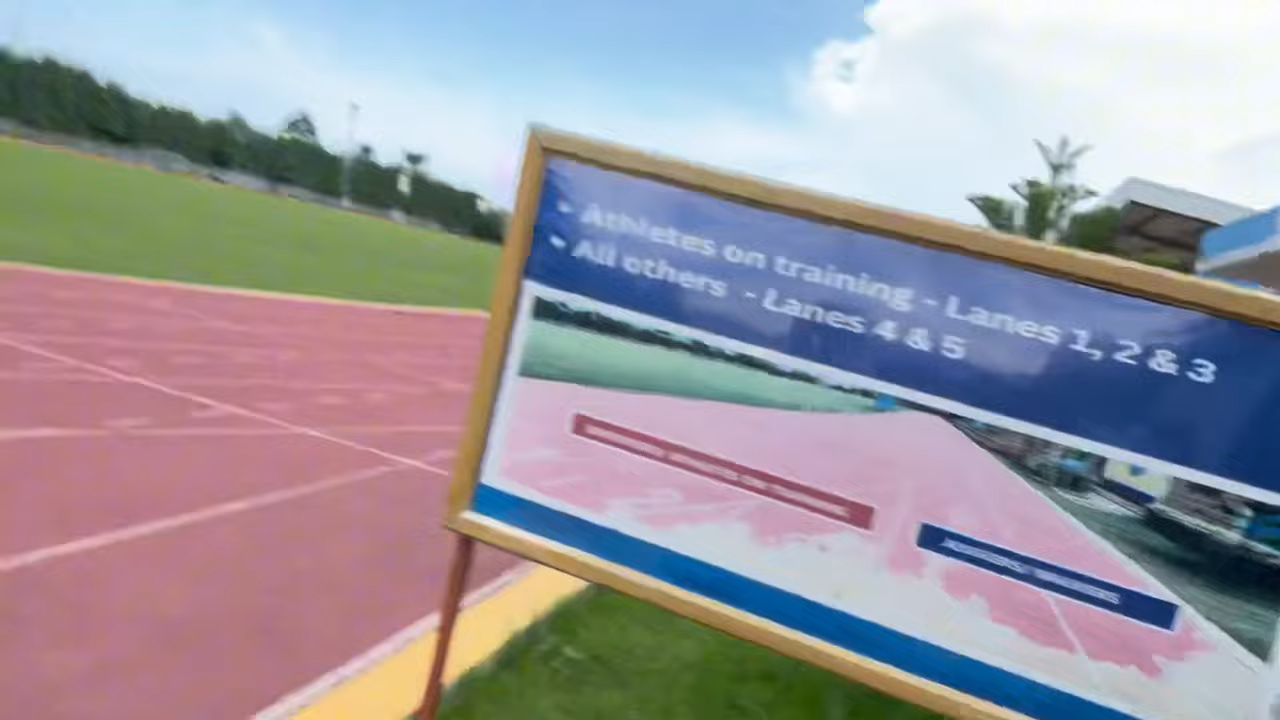 • Athletes on training - Lanes 1, 2 & 3
• All others - Lanes 4 & 5